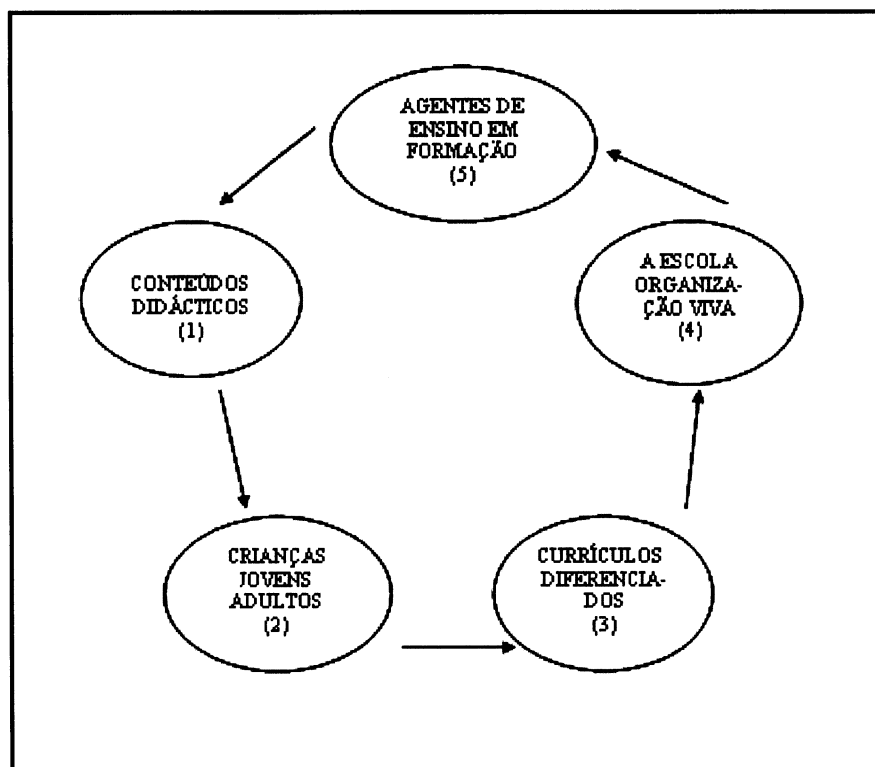 AGENTES DE
ENSINO EM
FORMAÇÃO
(5)
CONTEÚDOS
DIDÁCTICOS
(1)
A ESCOLA
ORGANIZA-
ÇÃO VIVA
(4)
CRIANÇAS
JOVENS
ADULTOS
(2)
CURRÍCULOS
DIFERENCIA-
DOS
(3)